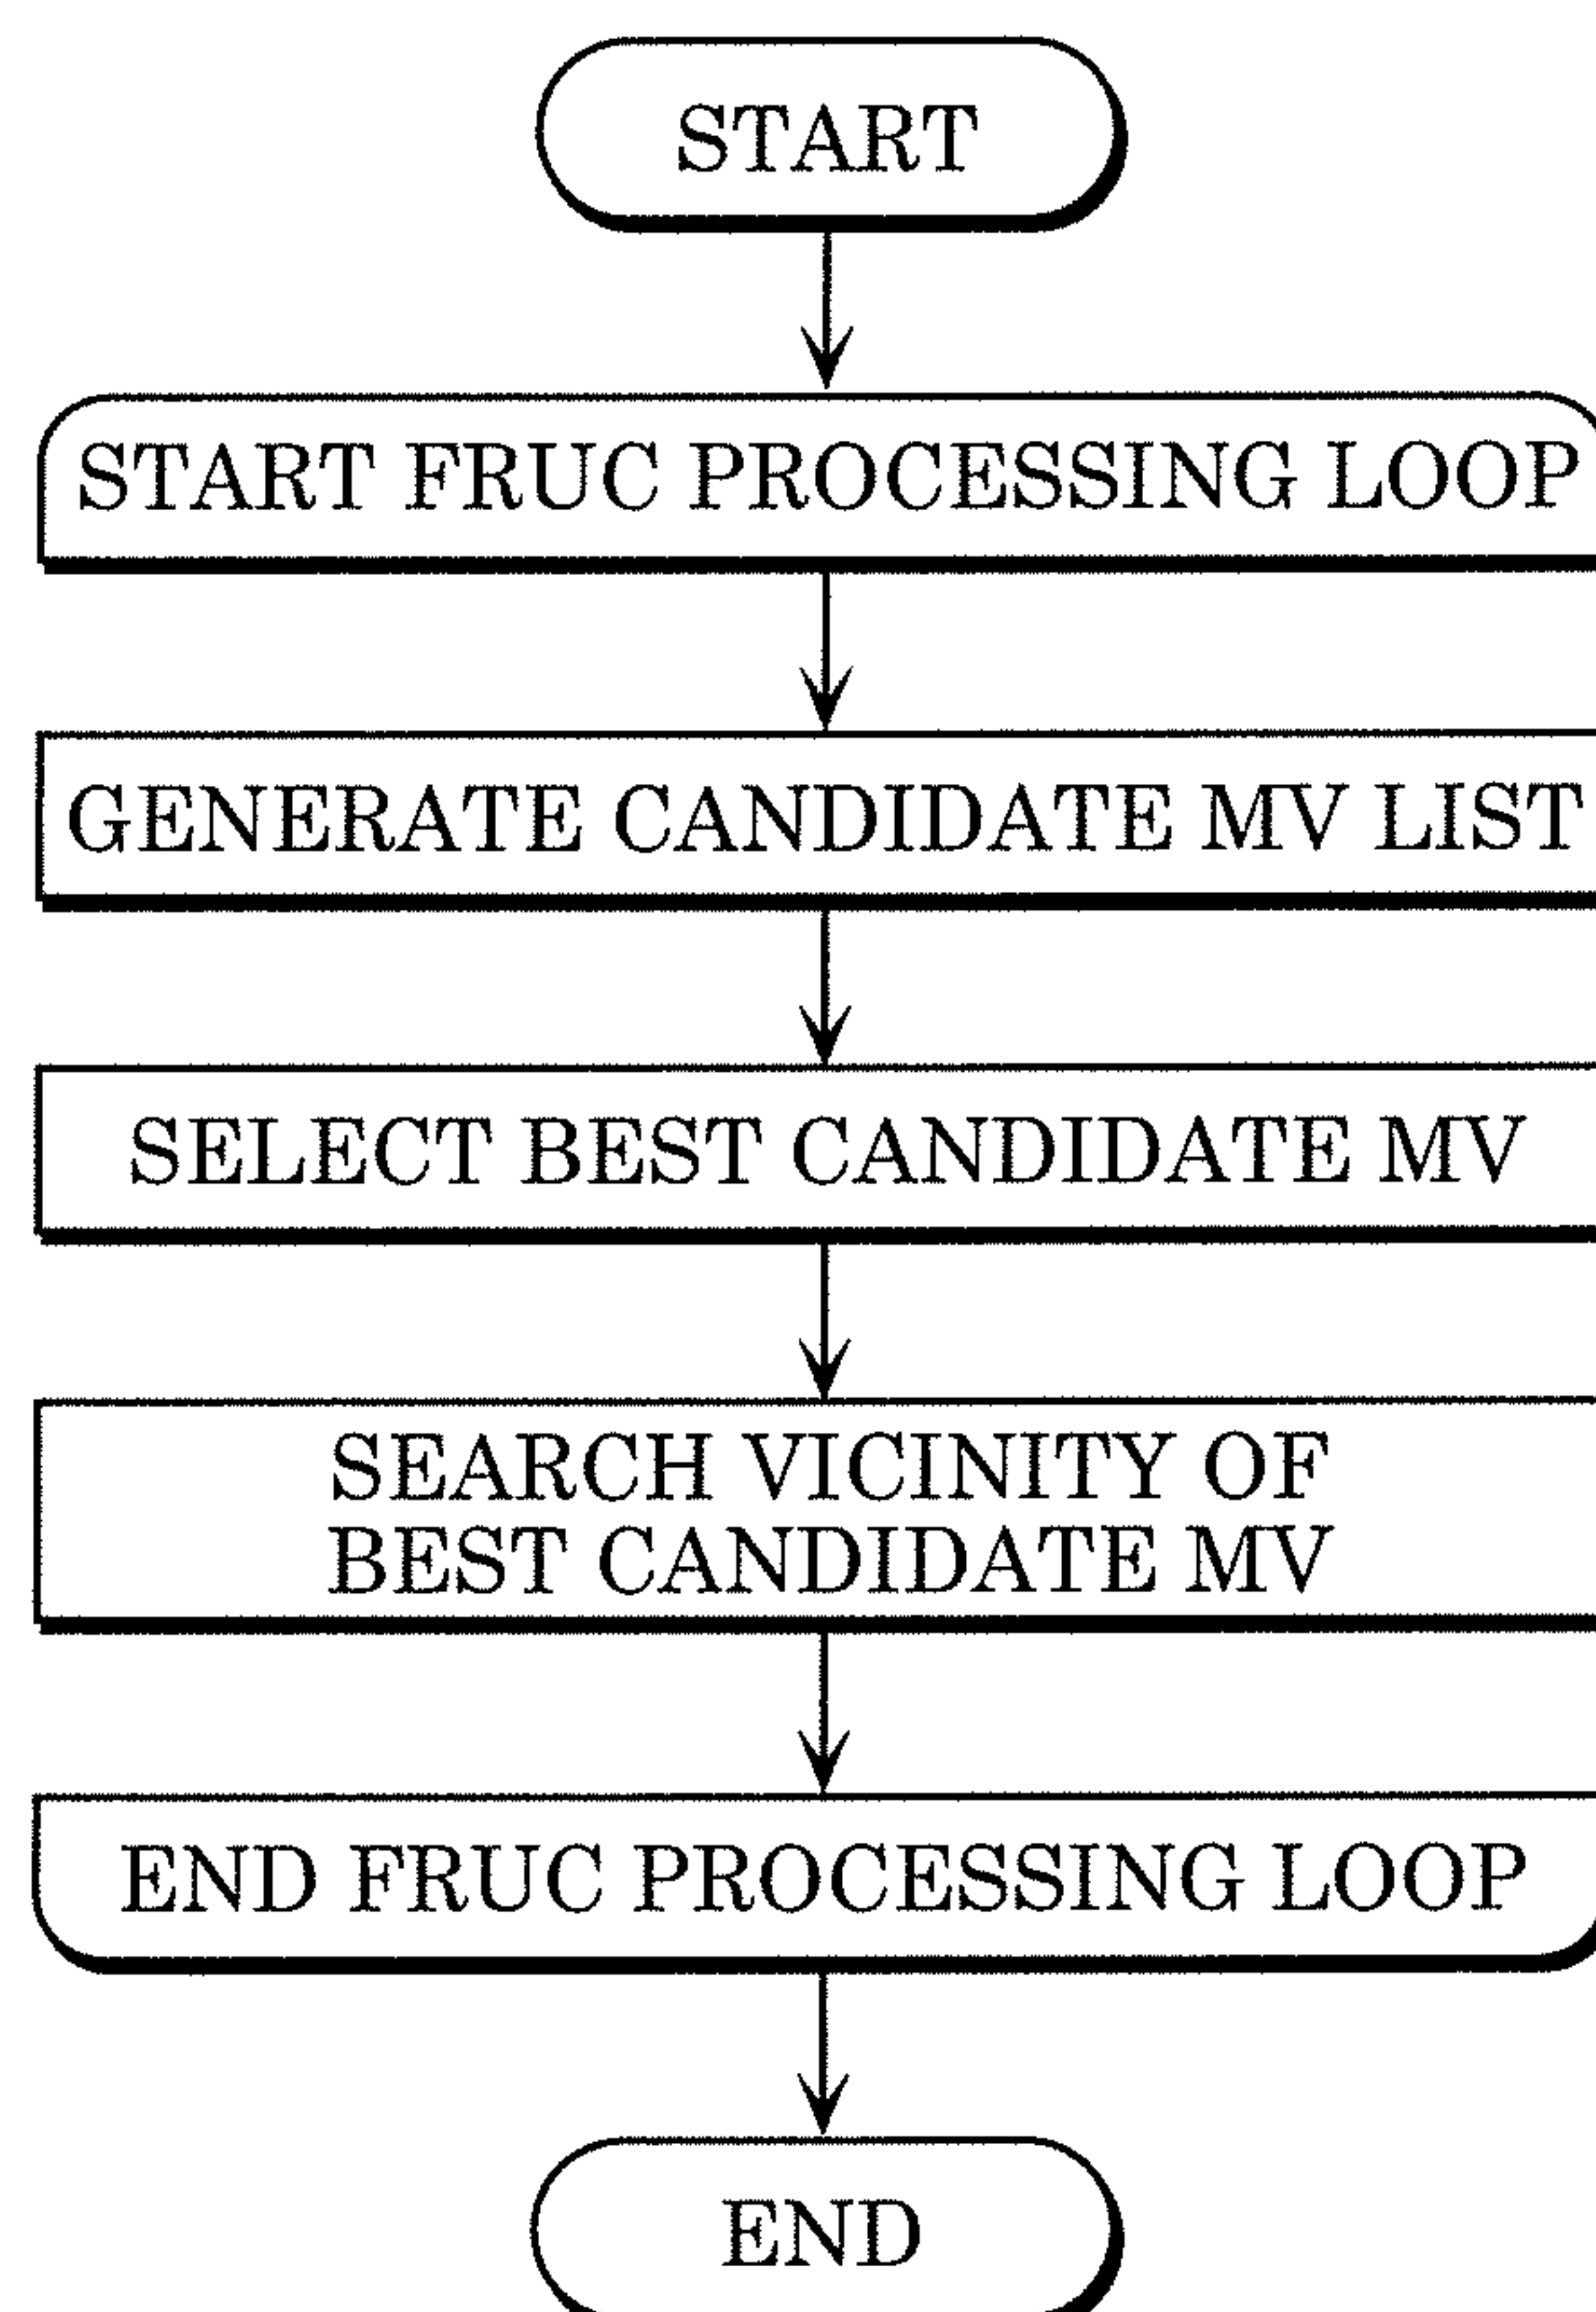 START
START FRUC PROCESSING LOOP
GENERATE CANDIDATE MV LIST
SELECT BEST CANDIDATE MV
SEARCH VICINITY OF
BEST CANDIDATE MV
END FRUC PROCESSING LOOP
END